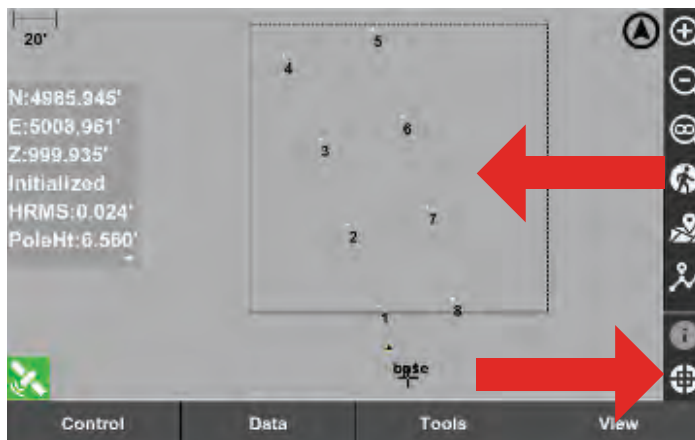 20'
5
4
N:4985.945'
E:5008.961'
6
Z:999.935'
3
Initialized
HRMS:0.024'
7
PoleHt:6.560'
2
1
8
base
i
Control Data Tools View